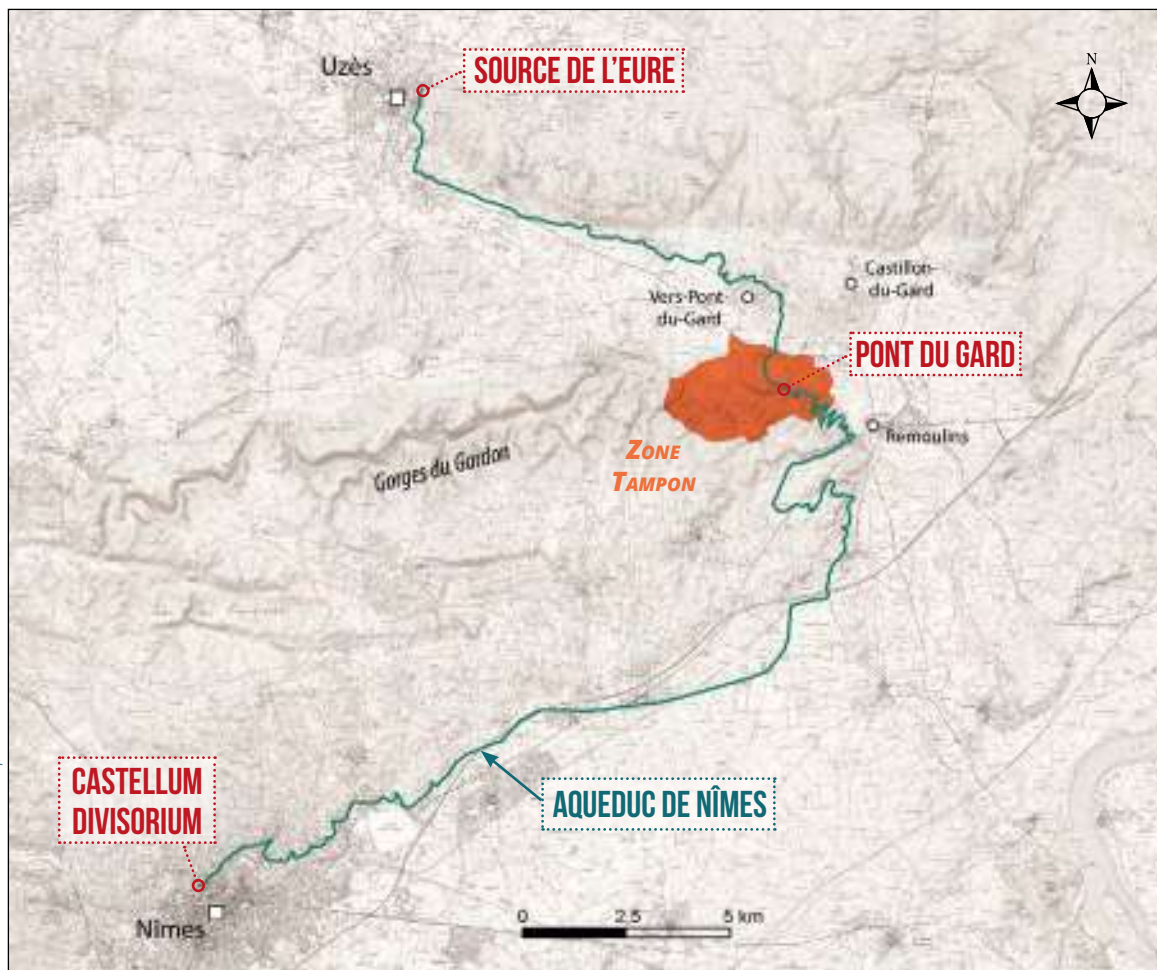 N
Uzès
SOURCE DE L'EURE
Castillon-
du-Gard
Vers-Pont-
du-Gard
PONT DU GARD
Remoulins
ZONE
TAMPON
Gorges du Gardon
CASTELLUM
DIVISORIUM
AQUEDUC DE NÎMES
Nîmes
0 2.5 5 km